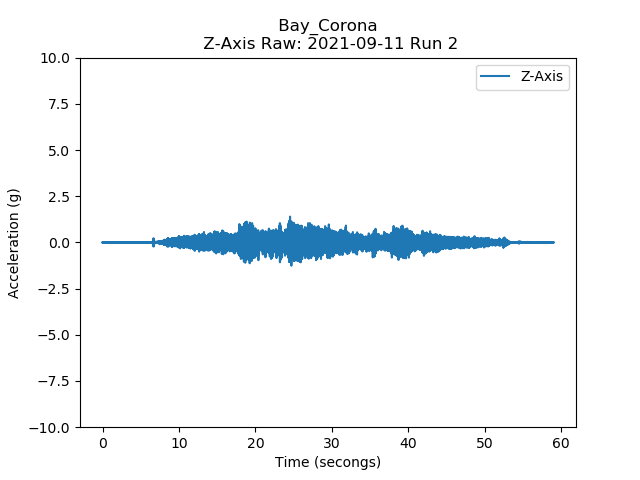 Bay_Corona
Z-Axis Raw: 2021-09-11 Run 2
Z-Axis
10.0
7.5
5.0
2.5
0.0
−2.5
−5.0
−7.5
−10.0
Acceleration (g)
0 10 20 30 40 50 60
Time (secongs)